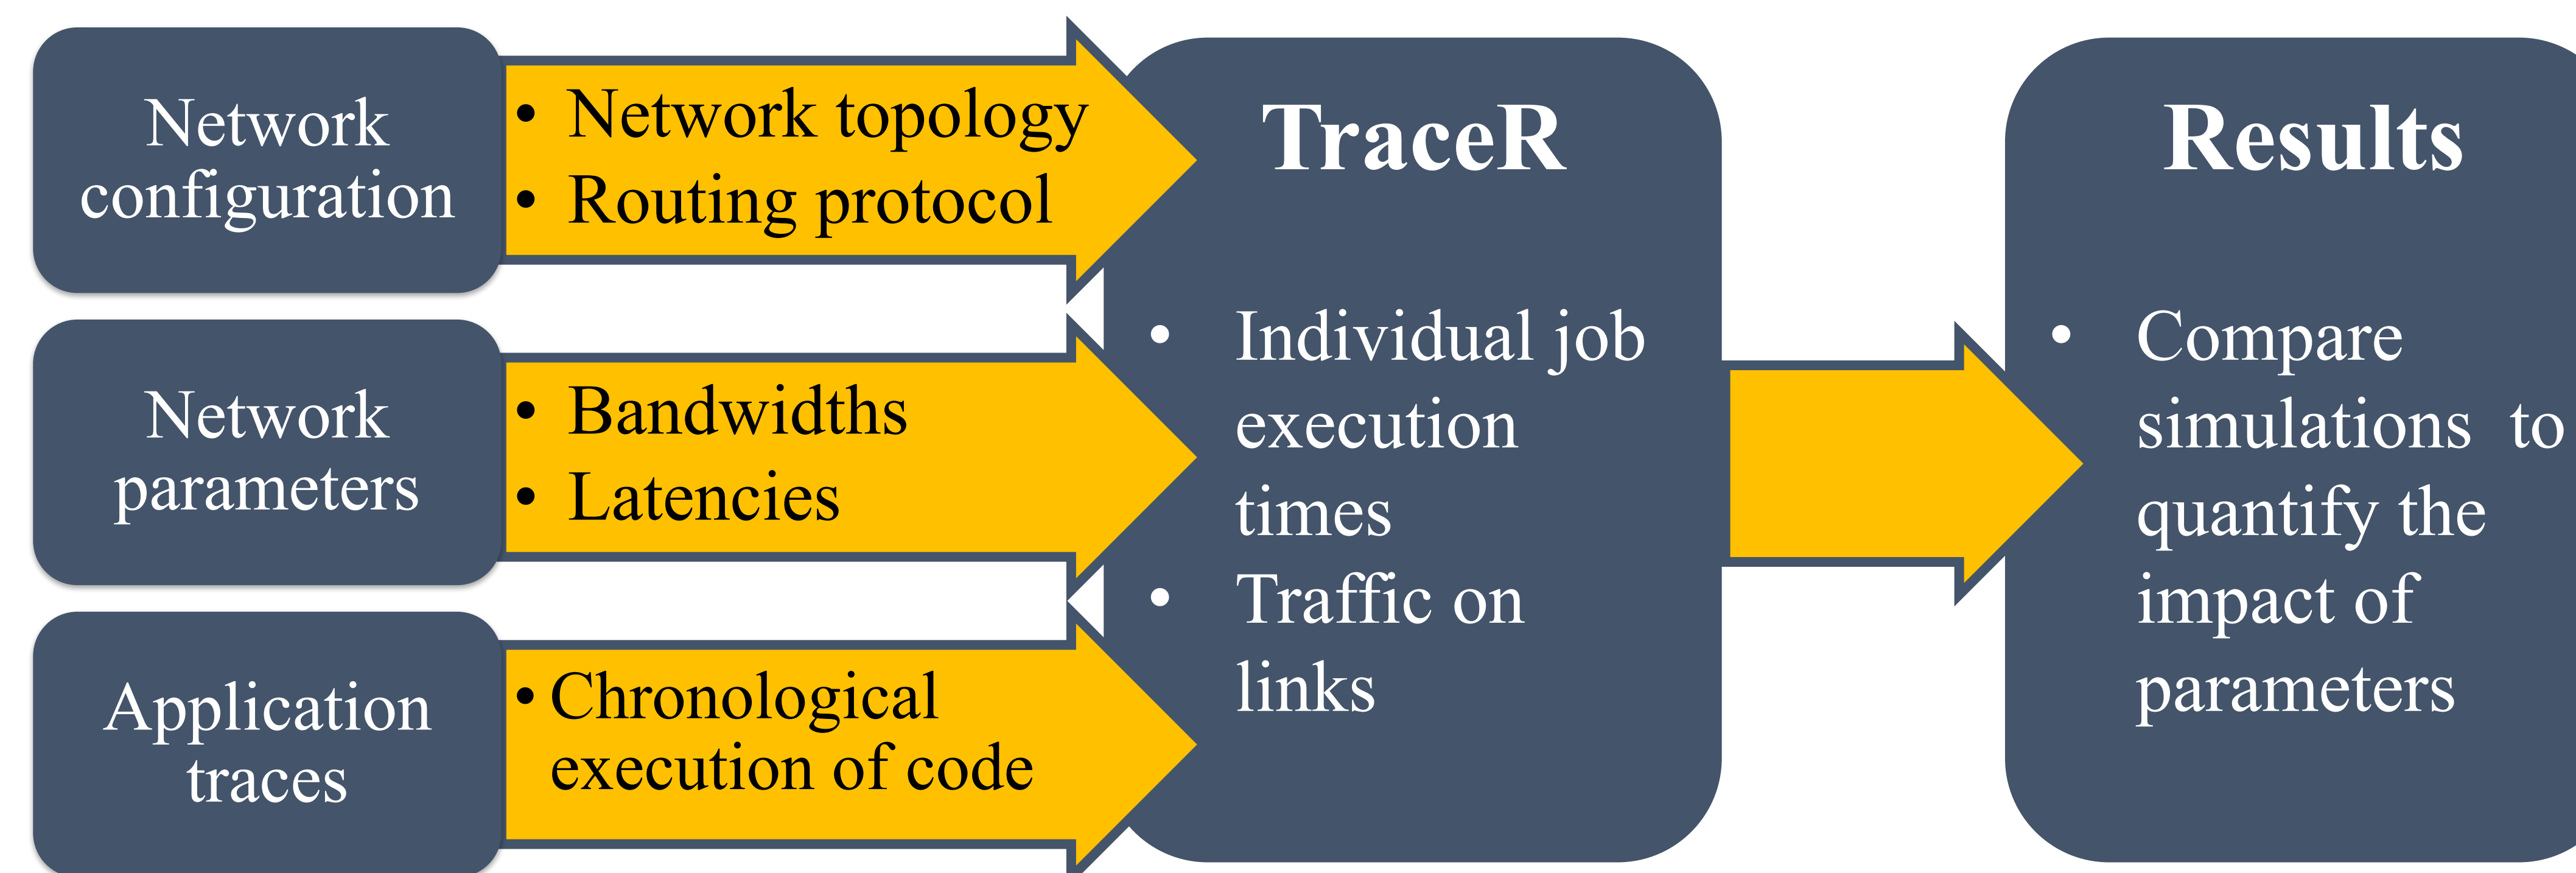 Network
configuration
• Network topology
• Routing protocol
Network
parameters
• Bandwidths
• Latencies
Application
traces
• Chronological
execution of code
TraceR
• Individual job
execution
times
• Traffic on
links
Results
• Compare
simulations to
quantify the
impact of
parameters